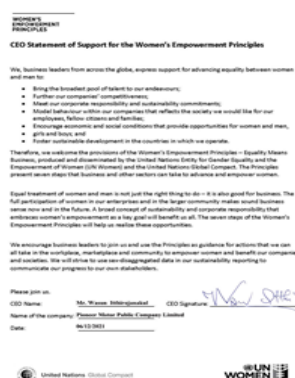 WOMEN'S
EMPOWERMENT
PRINCIPLES
CEO Statement of Support for the Women's Empowerment Principles
We, business leaders from across the globe, express support for advancing equality between women
and men to:
• Bring the broadest pool of talent to our endeavours;
• Further our companies' competitiveness;
• Meet our corporate responsibility and sustainability commitments;
• Model behaviour within our companies that reflects the society we would like for our
employees, fellow citizens and families;
• Encourage economic and social conditions that provide opportunities for women and men,
girls and boys; and
• Foster sustainable development in the countries in which we operate.
Therefore, we welcome the provisions of the Women's Empowerment Principles – Equality Means
Business, produced and disseminated by the United Nations Entity for Gender Equality and the
Empowerment of Women (UN Women) and the United Nations Global Compact. The Principles
present seven steps that business and other sectors can take to advance and empower women.
Equal treatment of women and men is not just the right thing to do – it is also good for business. The
full participation of women in our enterprises and in the larger community makes sound business
sense now and in the future. A broad concept of sustainability and corporate responsibility that
embraces women's empowerment as a key goal will benefit us all. The seven steps of the Women's
Empowerment Principles will help us realize these opportunities.
We encourage business leaders to join us and use the Principles as guidance for actions that we can
all take in the workplace, marketplace and community to empower women and benefit our companies
and societies. We will strive to use sex-disaggregated data in our sustainability reporting to
communicate our progress to our own stakeholders.
Please join us.
CEO Name: Mr. Wasan Itthirojanakul CEO Signature:
Name of the company: Pioneer Motor Public Company Limited
Date: 06/12/2021
United Nations Global Compact
UN
WOMEN